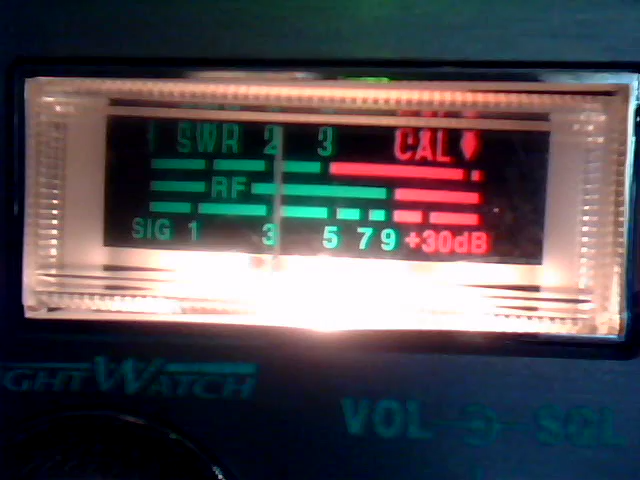 1 SWR 2 3 CAL
RF
SIG 1 3 5 7 9 +30dB
GHTWATCH
VOL SQL